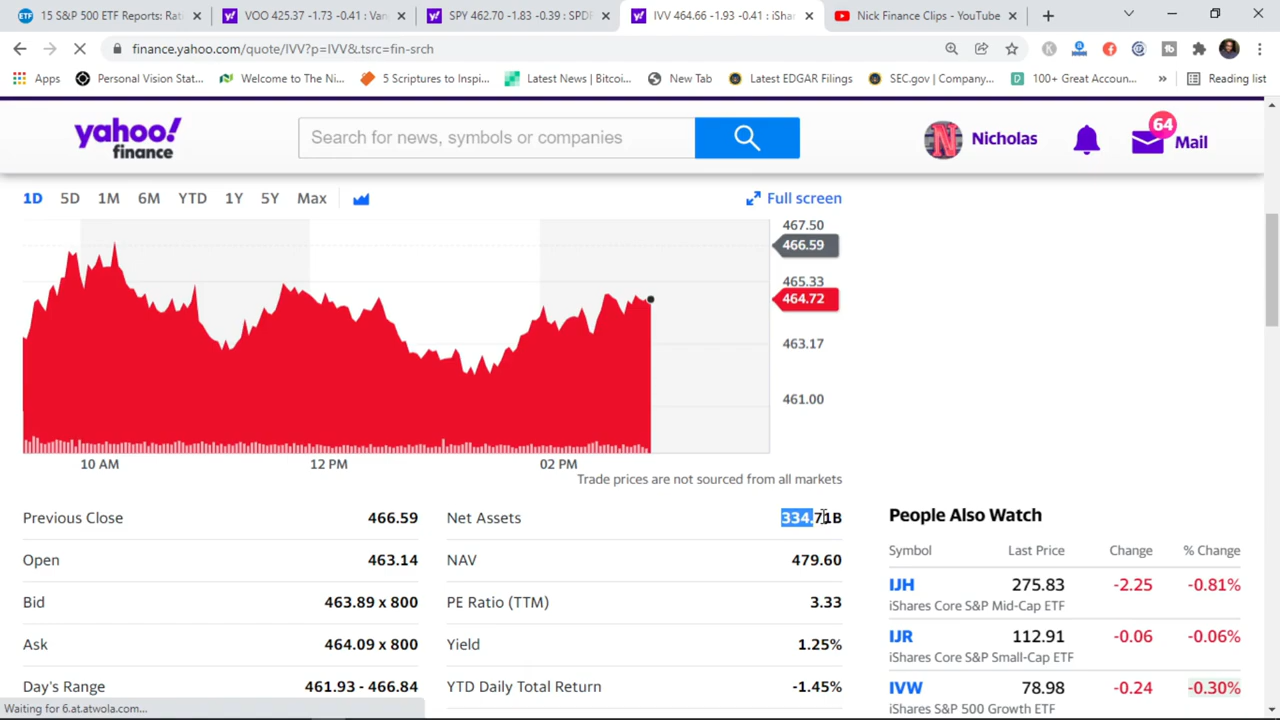 15 S&P 500 ETF Reports: Rati
VOO 425.37 -1.73 -0.41 : Van
SPY 462.70 -1.83 -0.39 : SPDF
IVV 464.66 -1.93 -0.41 : iShar
Nick Finance Clips - YouTube
finance.yahoo.com/quote/IVV?p=IVV&.tsrc=fin-srch
Apps
Personal Vision Stat...
Welcome to The Ni...
5 Scriptures to Inspi...
Latest News | Bitcoi...
New Tab
Latest EDGAR Filings
SEC.gov | Company...
100+ Great Accoun...
»
Reading list
yahoo!
finance
Search for news, symbols or companies
Nicholas
64
Mail
1D 5D 1M 6M YTD 1Y 5Y Max
Full screen
467.50
466.59
465.33
464.72
463.17
461.00
10 AM 12 PM 02 PM
Trade prices are not sourced from all markets
Previous Close 466.59
Open 463.14
Bid 463.89 x 800
Ask 464.09 x 800
Day's Range 461.93 - 466.84
Net Assets 334.71B
NAV 479.60
PE Ratio (TTM) 3.33
Yield 1.25%
YTD Daily Total Return -1.45%
People Also Watch
Symbol Last Price Change % Change
IJH 275.83 -2.25 -0.81%
iShares Core S&P Mid-Cap ETF
IJR 112.91 -0.06 -0.06%
iShares Core S&P Small-Cap ETF
IVW 78.98 -0.24 -0.30%
iShares S&P 500 Growth ETF
Waiting for 6.at.atwola.com...